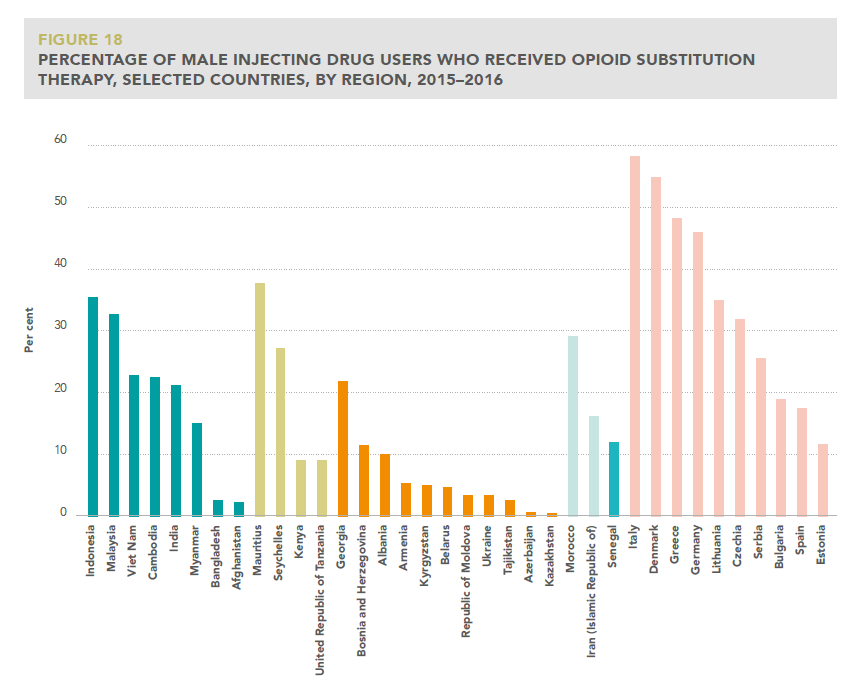 FIGURE 18
PERCENTAGE OF MALE INJECTING DRUG USERS WHO RECEIVED OPIOID SUBSTITUTION
THERAPY, SELECTED COUNTRIES, BY REGION, 2015–2016
60
50
40
30
20
10
0
Per cent
Indonesia
Malaysia
Viet Nam
Cambodia
India
Myanmar
Bangladesh
Afghanistan
Mauritius
Seychelles
Kenya
United Republic of Tanzania
Georgia
Bosnia and Herzegovina
Albania
Armenia
Kyrgyzstan
Belarus
Republic of Moldova
Ukraine
Tajikistan
Azerbaijan
Kazakhstan
Morocco
Iran (Islamic Republic of)
Senegal
Italy
Denmark
Greece
Germany
Lithuania
Czechia
Serbia
Bulgaria
Spain
Estonia